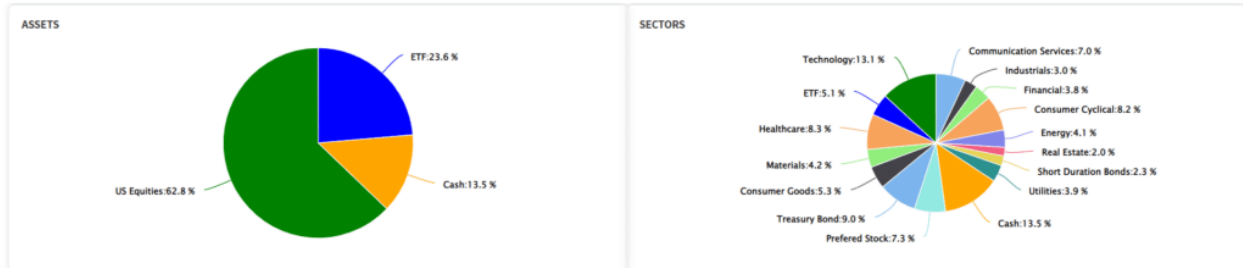 ASSETS
ETF:23.6 %
Cash:13.5 %
US Equities:62.8 %
SECTORS
Communication Services:7.0 %
Industrials:3.0 %
Financial:3.8 %
Consumer Cyclical:8.2 %
Energy:4.1 %
Real Estate:2.0 %
Short Duration Bonds:2.3 %
Utilities:3.9 %
Cash:13.5 %
Prefered Stock:7.3 %
Treasury Bond:9.0 %
Consumer Goods:5.3 %
Materials:4.2 %
Healthcare:8.3 %
ETF:5.1 %
Technology:13.1 %